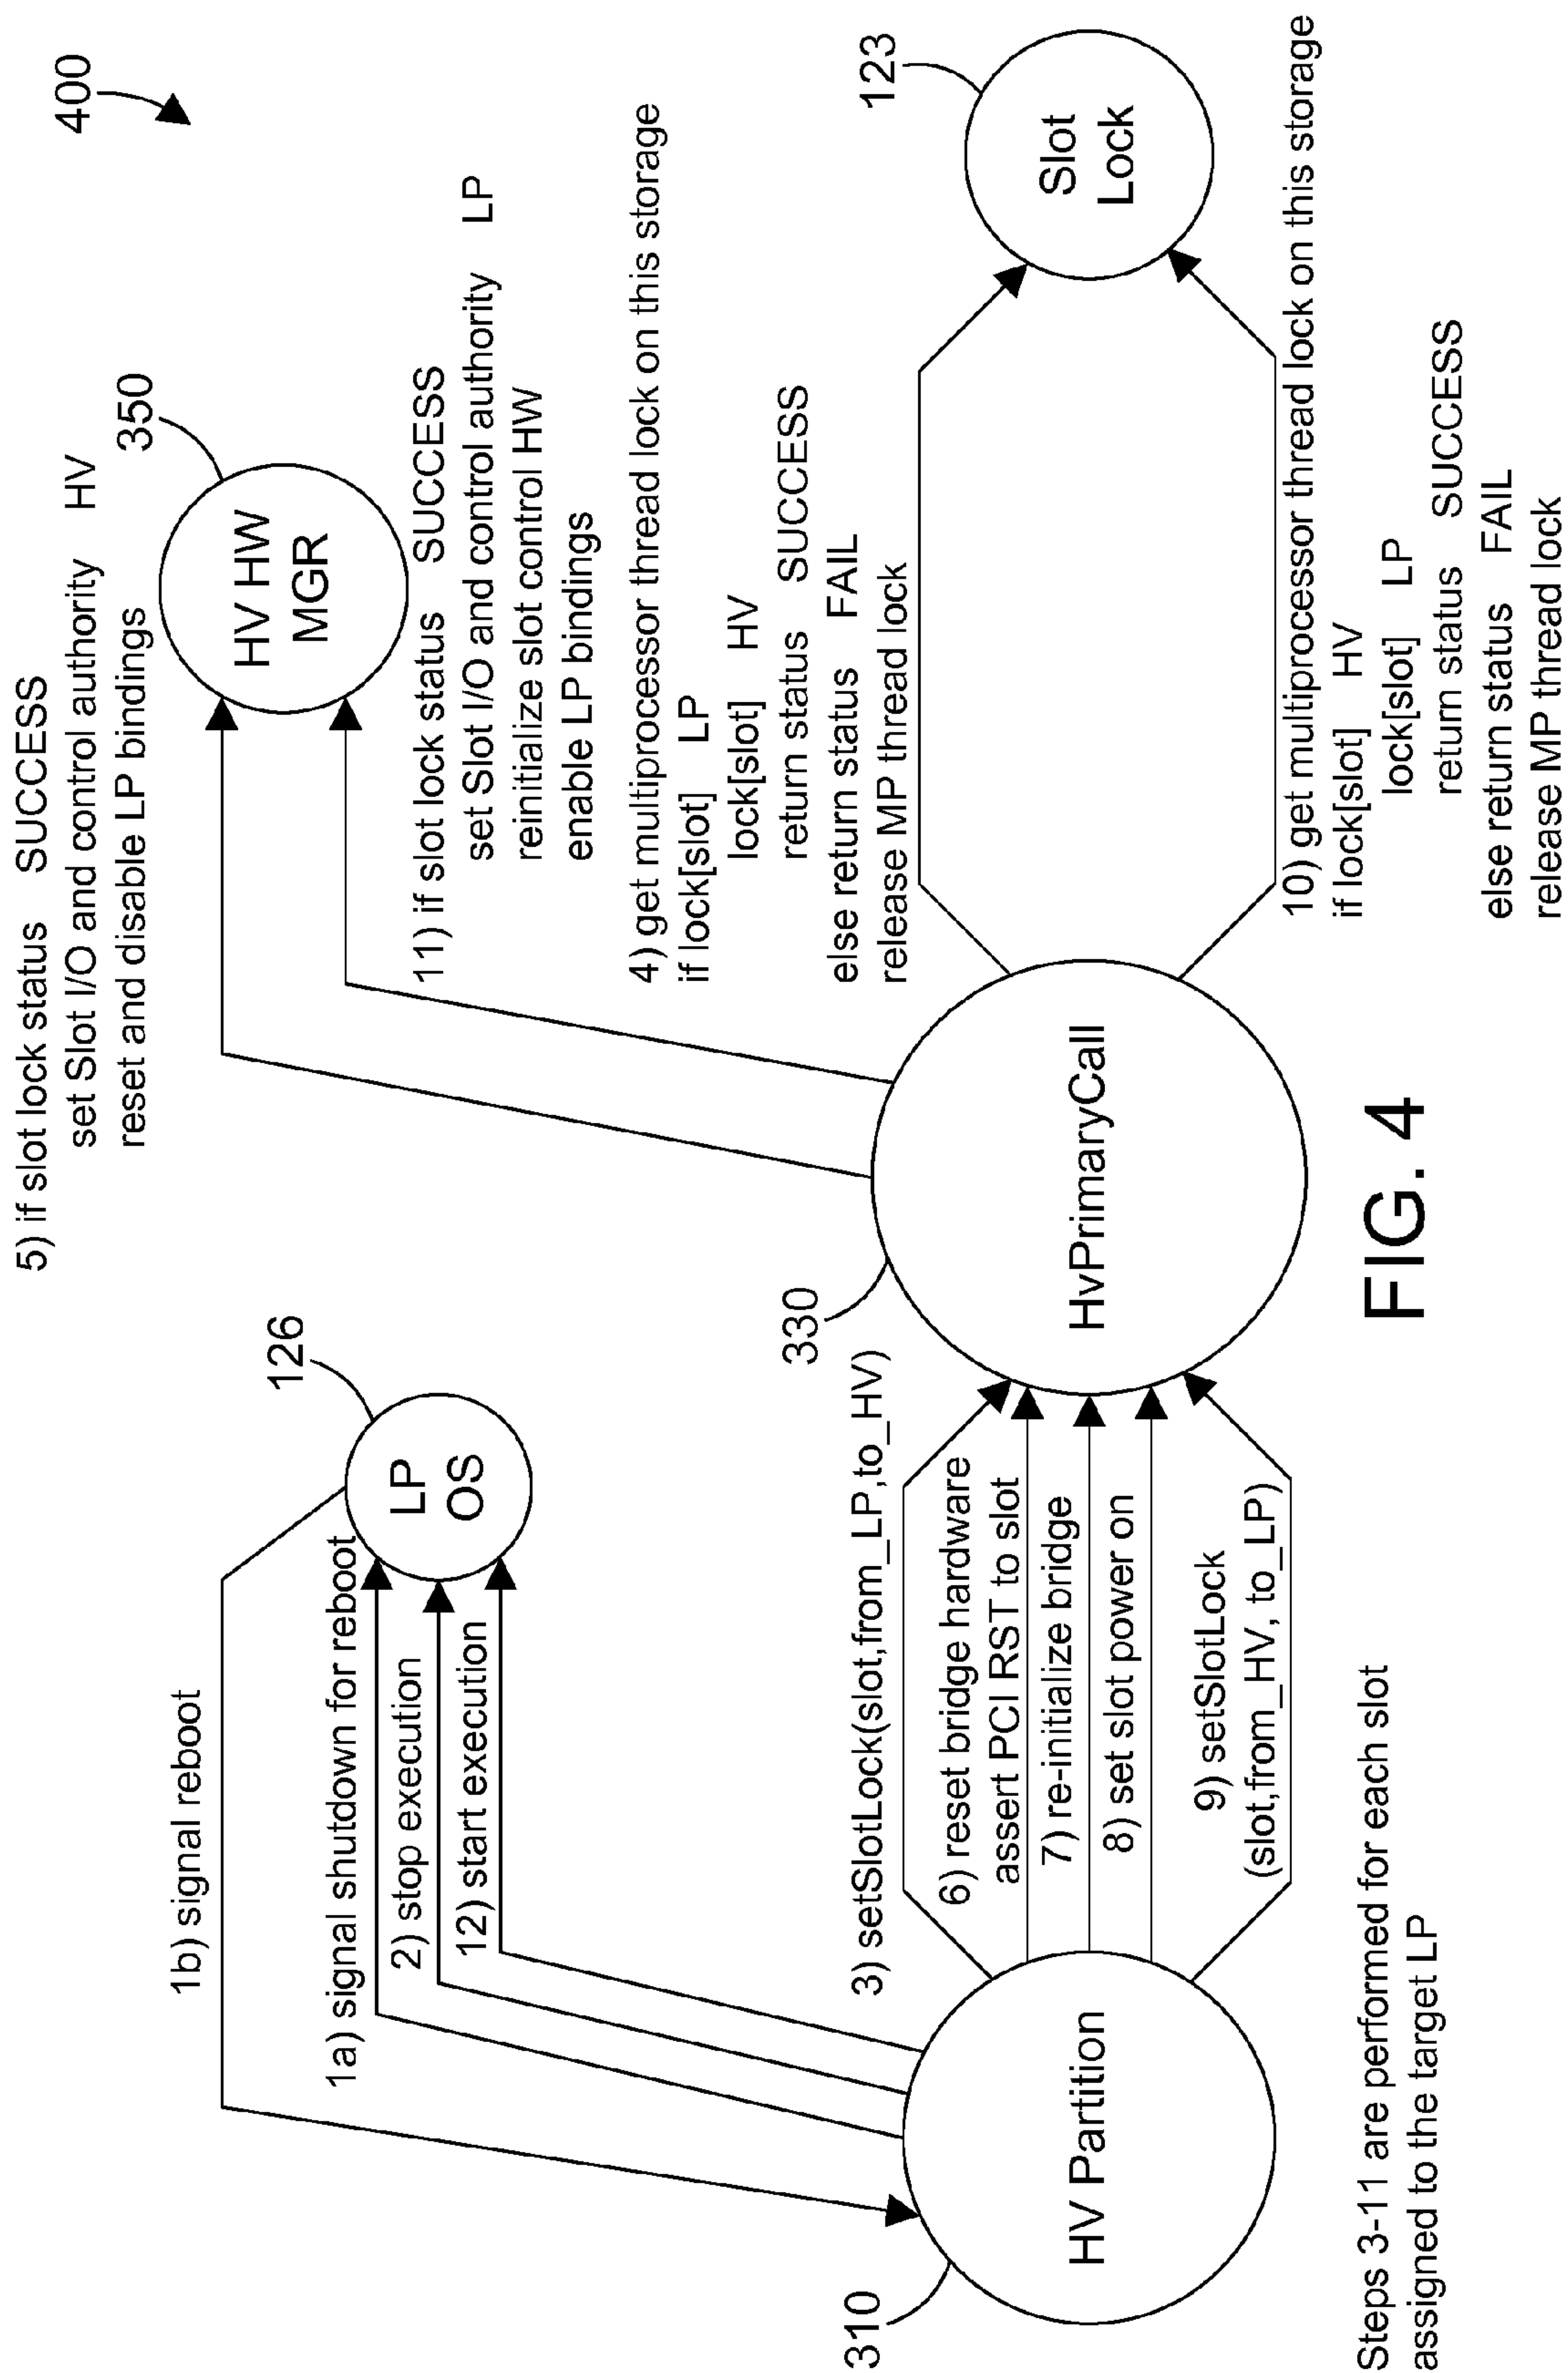 400
5) if slot lock status SUCCESS
set Slot I/O and control authority HV
reset and disable LP bindings
350
HV HW
MGR
11) if slot lock status SUCCESS
set Slot I/O and control authority LP
reinitialize slot control HW
enable LP bindings
1b) signal reboot
126
LP
OS
1a) signal shutdown for reboot
2) stop execution
12) start execution
4) get multiprocessor thread lock on this storage
if lock[slot] LP
lock[slot] HV
return status SUCCESS
else return status FAIL
release MP thread lock
123
Slot
Lock
330
HvPrimaryCall
3) setSlotLock(slot,from_LP,to_HV)
6) reset bridge hardware
assert PCI RST to slot
7) re-initialize bridge
8) set slot power on
9) setSlotLock
(slot,from_HV, to_LP)
310
HV Partition
10) get multiprocessor thread lock on this storage
if lock[slot] HV
lock[slot] LP
return status SUCCESS
else return status FAIL
release MP thread lock
Steps 3-11 are performed for each slot
assigned to the target LP
FIG. 4